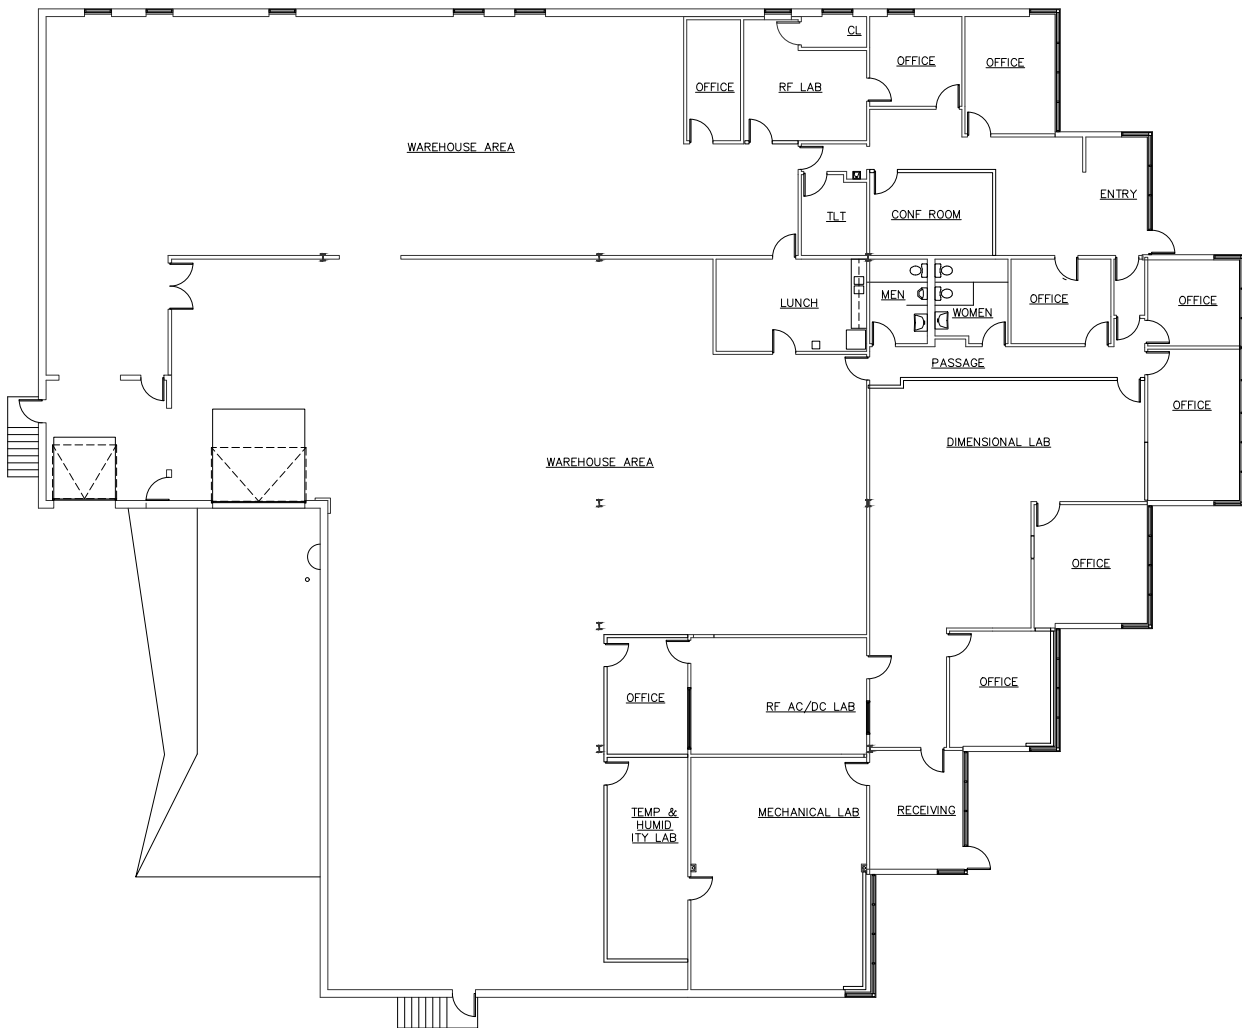 CL
OFFICE
OFFICE
OFFICE
RF LAB
WAREHOUSE AREA
ENTRY
TLT
CONF ROOM
LUNCH
MEN
WOMEN
OFFICE
OFFICE
PASSAGE
OFFICE
DIMENSIONAL LAB
WAREHOUSE AREA
OFFICE
OFFICE
OFFICE
RF AC/DC LAB
TEMP &
HUMID
ITY LAB
MECHANICAL LAB
RECEIVING